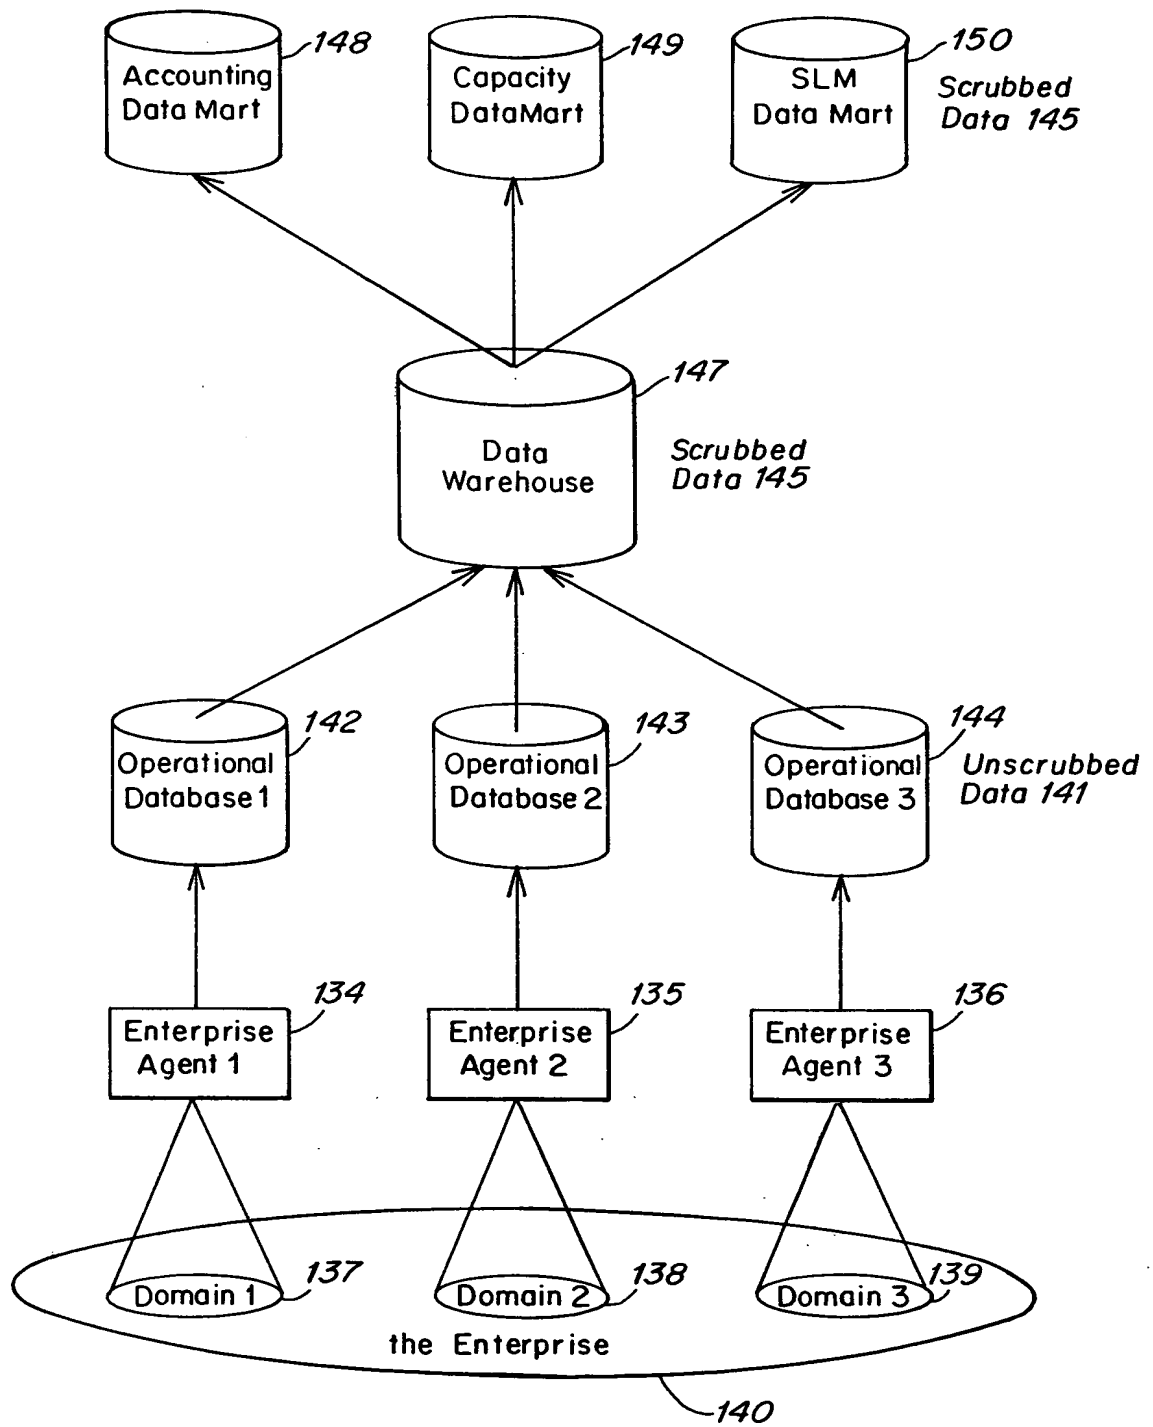 148
149
150
Accounting
Data Mart
Capacity
DataMart
SLM
Data Mart
Scrubbed
Data 145
147
Data
Warehouse
Scrubbed
Data 145
142
143
144
Operational
Database 1
Operational
Database 2
Operational
Database 3
Unscrubbed
Data 141
134
135
136
Enterprise
Agent 1
Enterprise
Agent 2
Enterprise
Agent 3
137
138
139
Domain 1
Domain 2
Domain 3
the Enterprise
140